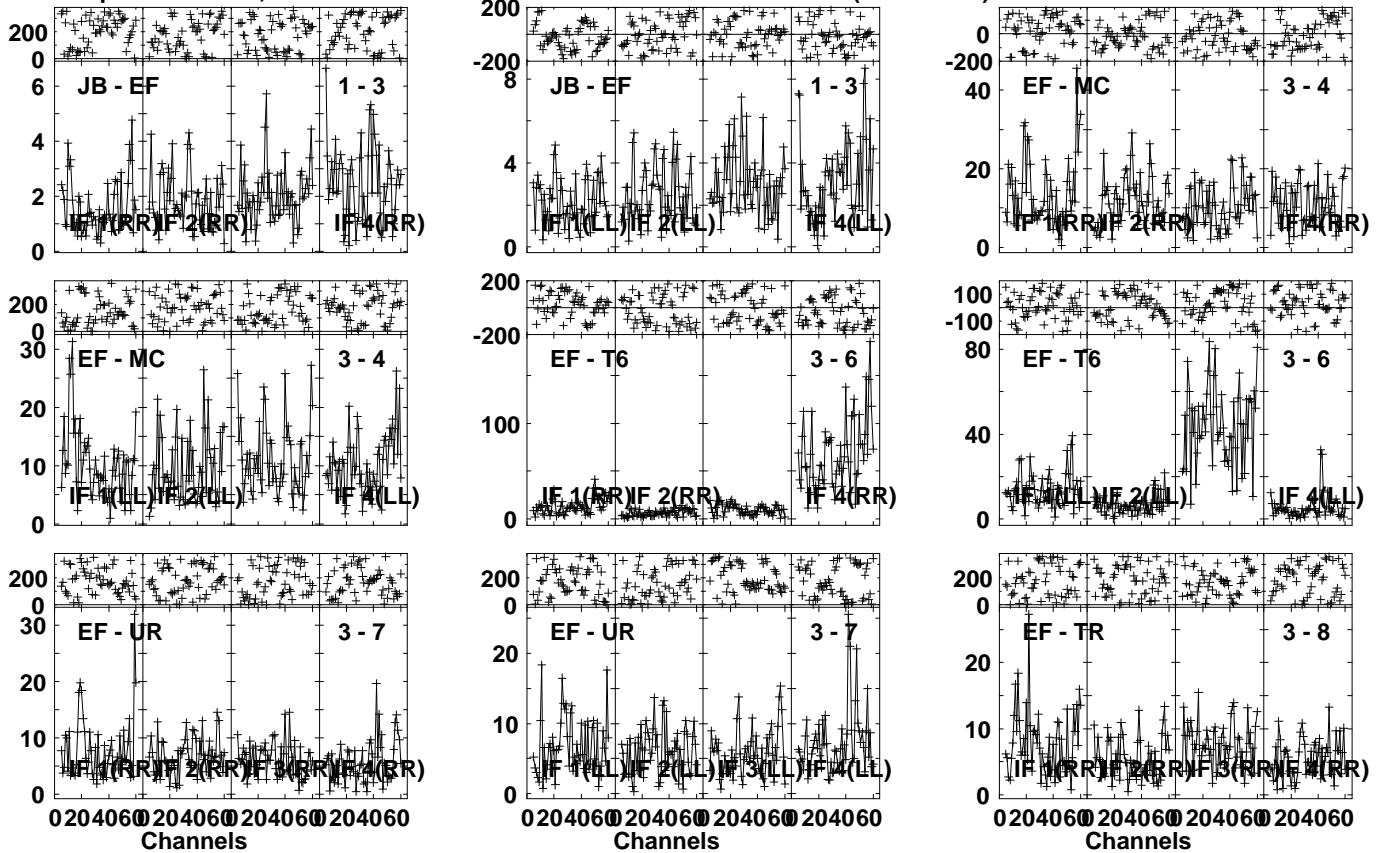 200
0
6
4
2
0
JB - EF
1 - 3
IF 1(RR)
IF 2(RR)
IF 4(RR)
200
-200
8
4
0
JB - EF
1 - 3
IF 1(LL)
IF 2(LL)
IF 4(LL)
0
-200
40
20
0
EF - MC
3 - 4
IF 1(RR)
IF 2(RR)
IF 4(RR)
200
0
30
20
10
0
EF - MC
3 - 4
IF 1(LL)
IF 2(LL)
IF 4(LL)
200
-200
100
0
EF - T6
3 - 6
IF 1(RR)
IF 2(RR)
IF 4(RR)
100
-100
80
40
0
EF - T6
3 - 6
IF 1(LL)
IF 2(LL)
IF 4(LL)
200
0
30
20
10
0
EF - UR
3 - 7
IF 1(RR)
IF 2(RR)
IF 3(RR)
IF 4(RR)
0 20 40 60 0 20 40 60 0 20 40 60 0 20 40 60
Channels
200
0
20
10
0
EF - UR
3 - 7
IF 1(LL)
IF 2(LL)
IF 3(LL)
IF 4(LL)
0 20 40 60 0 20 40 60 0 20 40 60 0 20 40 60
Channels
200
0
20
10
0
EF - TR
3 - 8
IF 1(RR)
IF 2(RR)
IF 3(RR)
IF 4(RR)
0 20 40 60 0 20 40 60 0 20 40 60 0 20 40 60
Channels